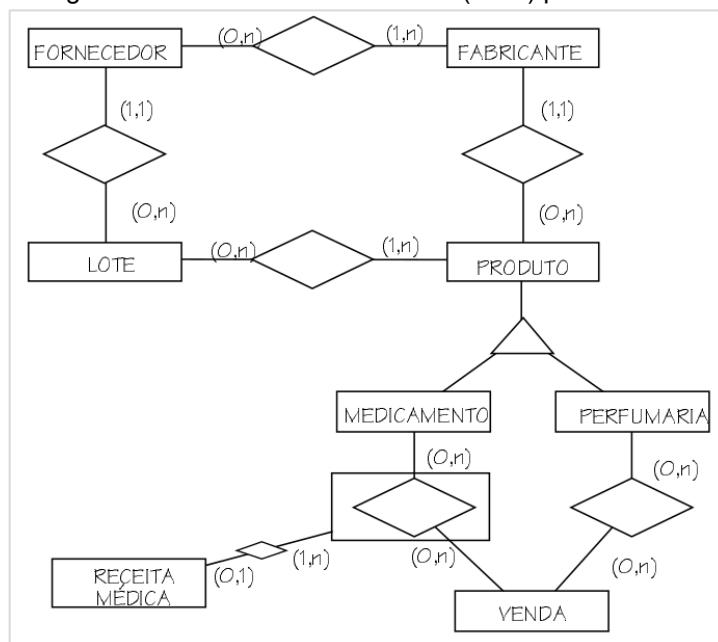 FORNECEDOR
(0,n)
(1,n)
FABRICANTE
(1,1)
(1,1)
(0,n)
(0,n)
LOTE
(0,n)
(1,n)
PRODUTO
MEDICAMENTO
PERFUMARIA
(0,n)
(0,n)
(0,n)
(0,n)
(1,n)
(0,1)
RECEITA
MÉDICA
VENDA